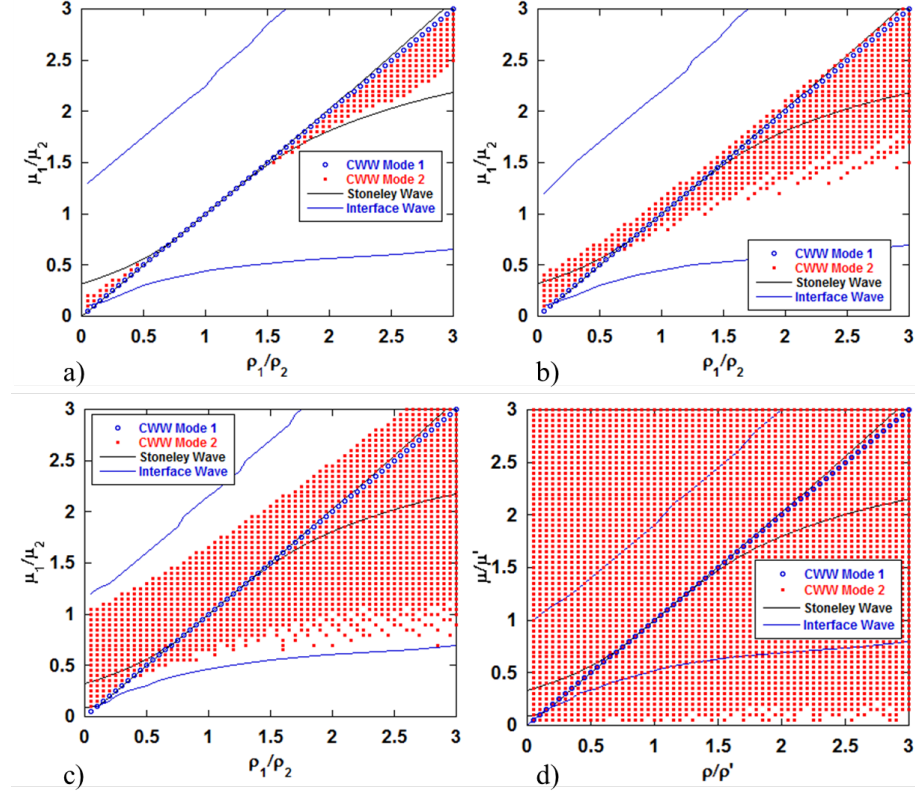 3
2.5
2
1.5
1
0.5
0
μ₁/μ₂
CWW Mode 1
CWW Mode 2
Stoneley Wave
Interface Wave
0 0.5 1 1.5 2 2.5 3
ρ₁/ρ₂
a)
3
2.5
2
1.5
1
0.5
0
μ₁/μ₂
CWW Mode 1
CWW Mode 2
Stoneley Wave
Interface Wave
0 0.5 1 1.5 2 2.5 3
ρ₁/ρ₂
b)
3
2.5
2
1.5
1
0.5
0
μ₁/μ₂
CWW Mode 1
CWW Mode 2
Stoneley Wave
Interface Wave
0 0.5 1 1.5 2 2.5 3
ρ₁/ρ₂
c)
3
2.5
2
1.5
1
0.5
0
μ/μ'
CWW Mode 1
CWW Mode 2
Stoneley Wave
Interface Wave
0 0.5 1 1.5 2 2.5 3
ρ/ρ'
d)